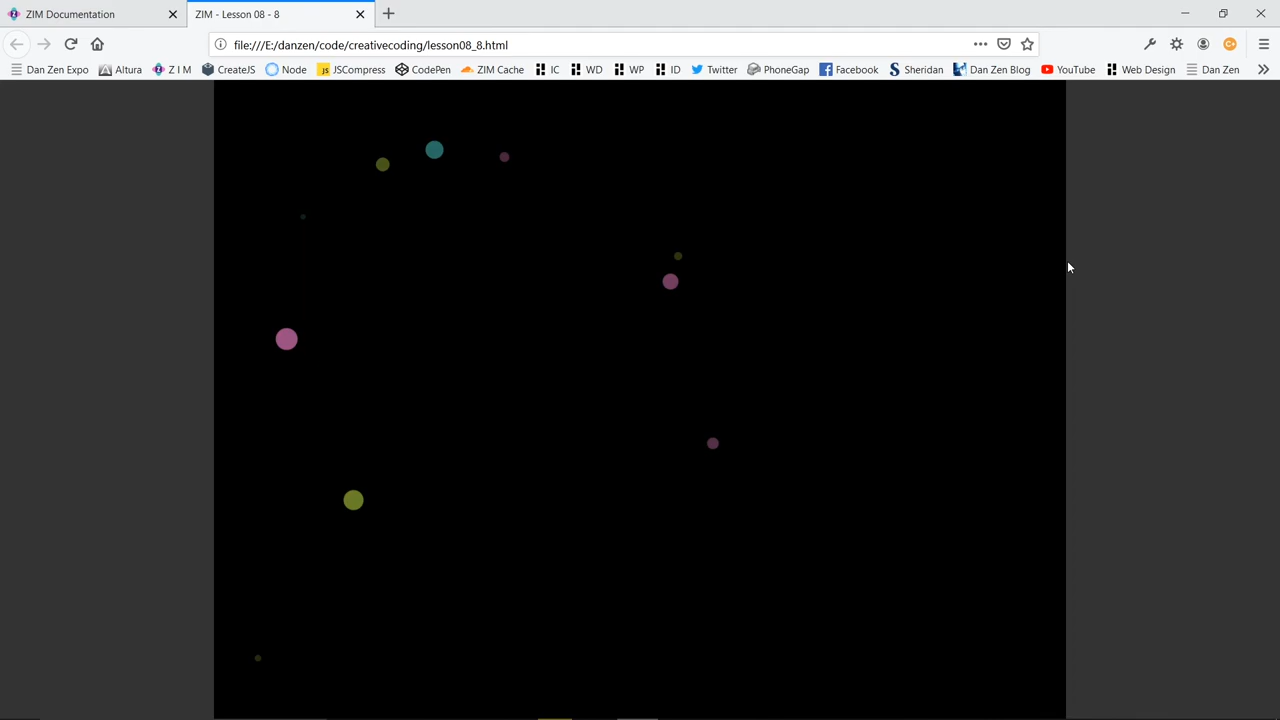 ZIM Documentation
ZIM - Lesson 08 - 8
file:///E:/danzen/code/creativecoding/lesson08_8.html
Dan Zen Expo Altura Z I M CreateJS Node JS JSCompress CodePen ZIM Cache IC WD WP ID Twitter PhoneGap Facebook Sheridan Dan Zen Blog YouTube Web Design Dan Zen